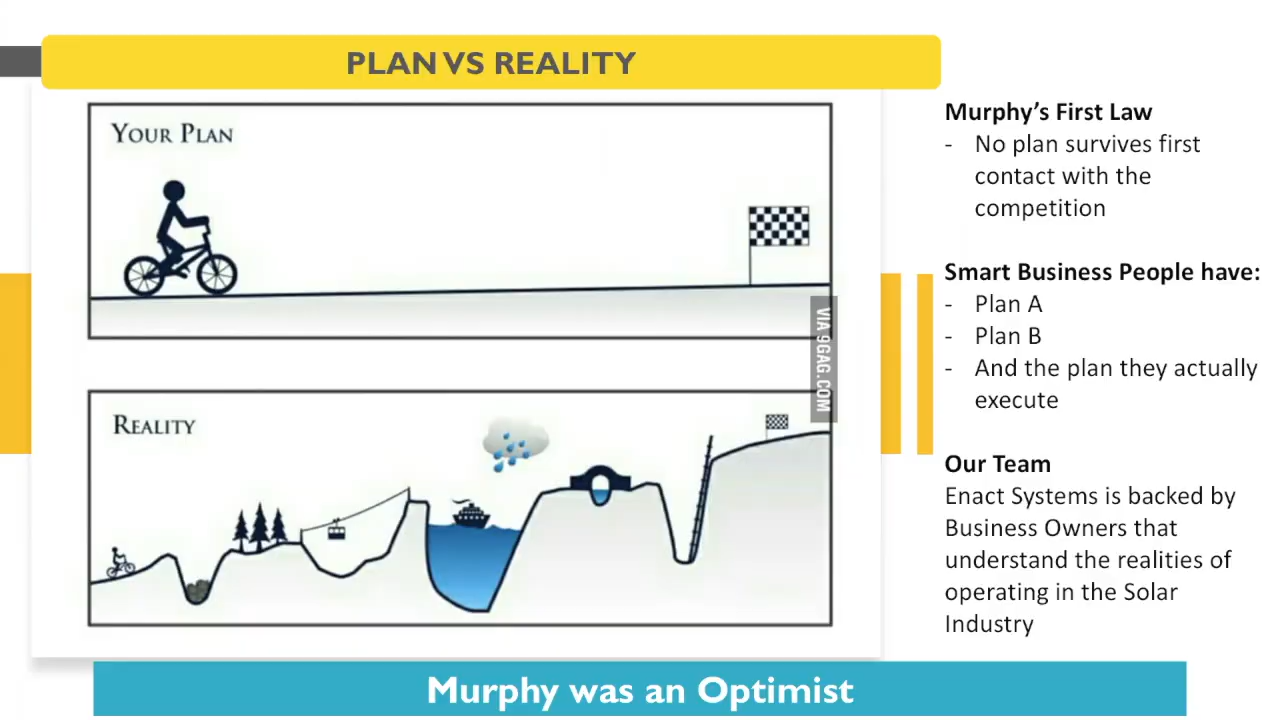 PLAN VS REALITY
YOUR PLAN
VIA 9GAG.COM
REALITY
Murphy’s First Law
- No plan survives first
contact with the
competition
Smart Business People have:
- Plan A
- Plan B
- And the plan they actually
execute
Our Team
Enact Systems is backed by
Business Owners that
understand the realities of
operating in the Solar
Industry
Murphy was an Optimist